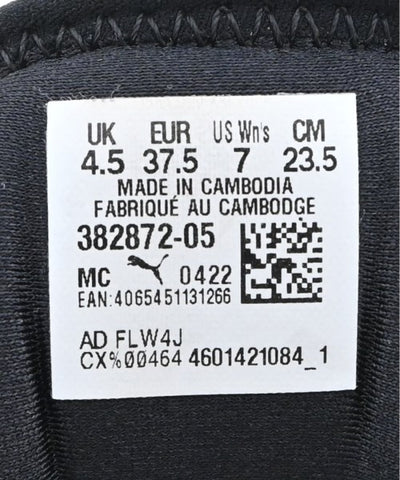 UK EUR US Wn's CM
4.5 37.5 7 23.5
MADE IN CAMBODIA
FABRIQUÉ AU CAMBODGE
382872-05
MC 0422
EAN:4065451131266
AD FLW4J
CX%00464 4601421084_1